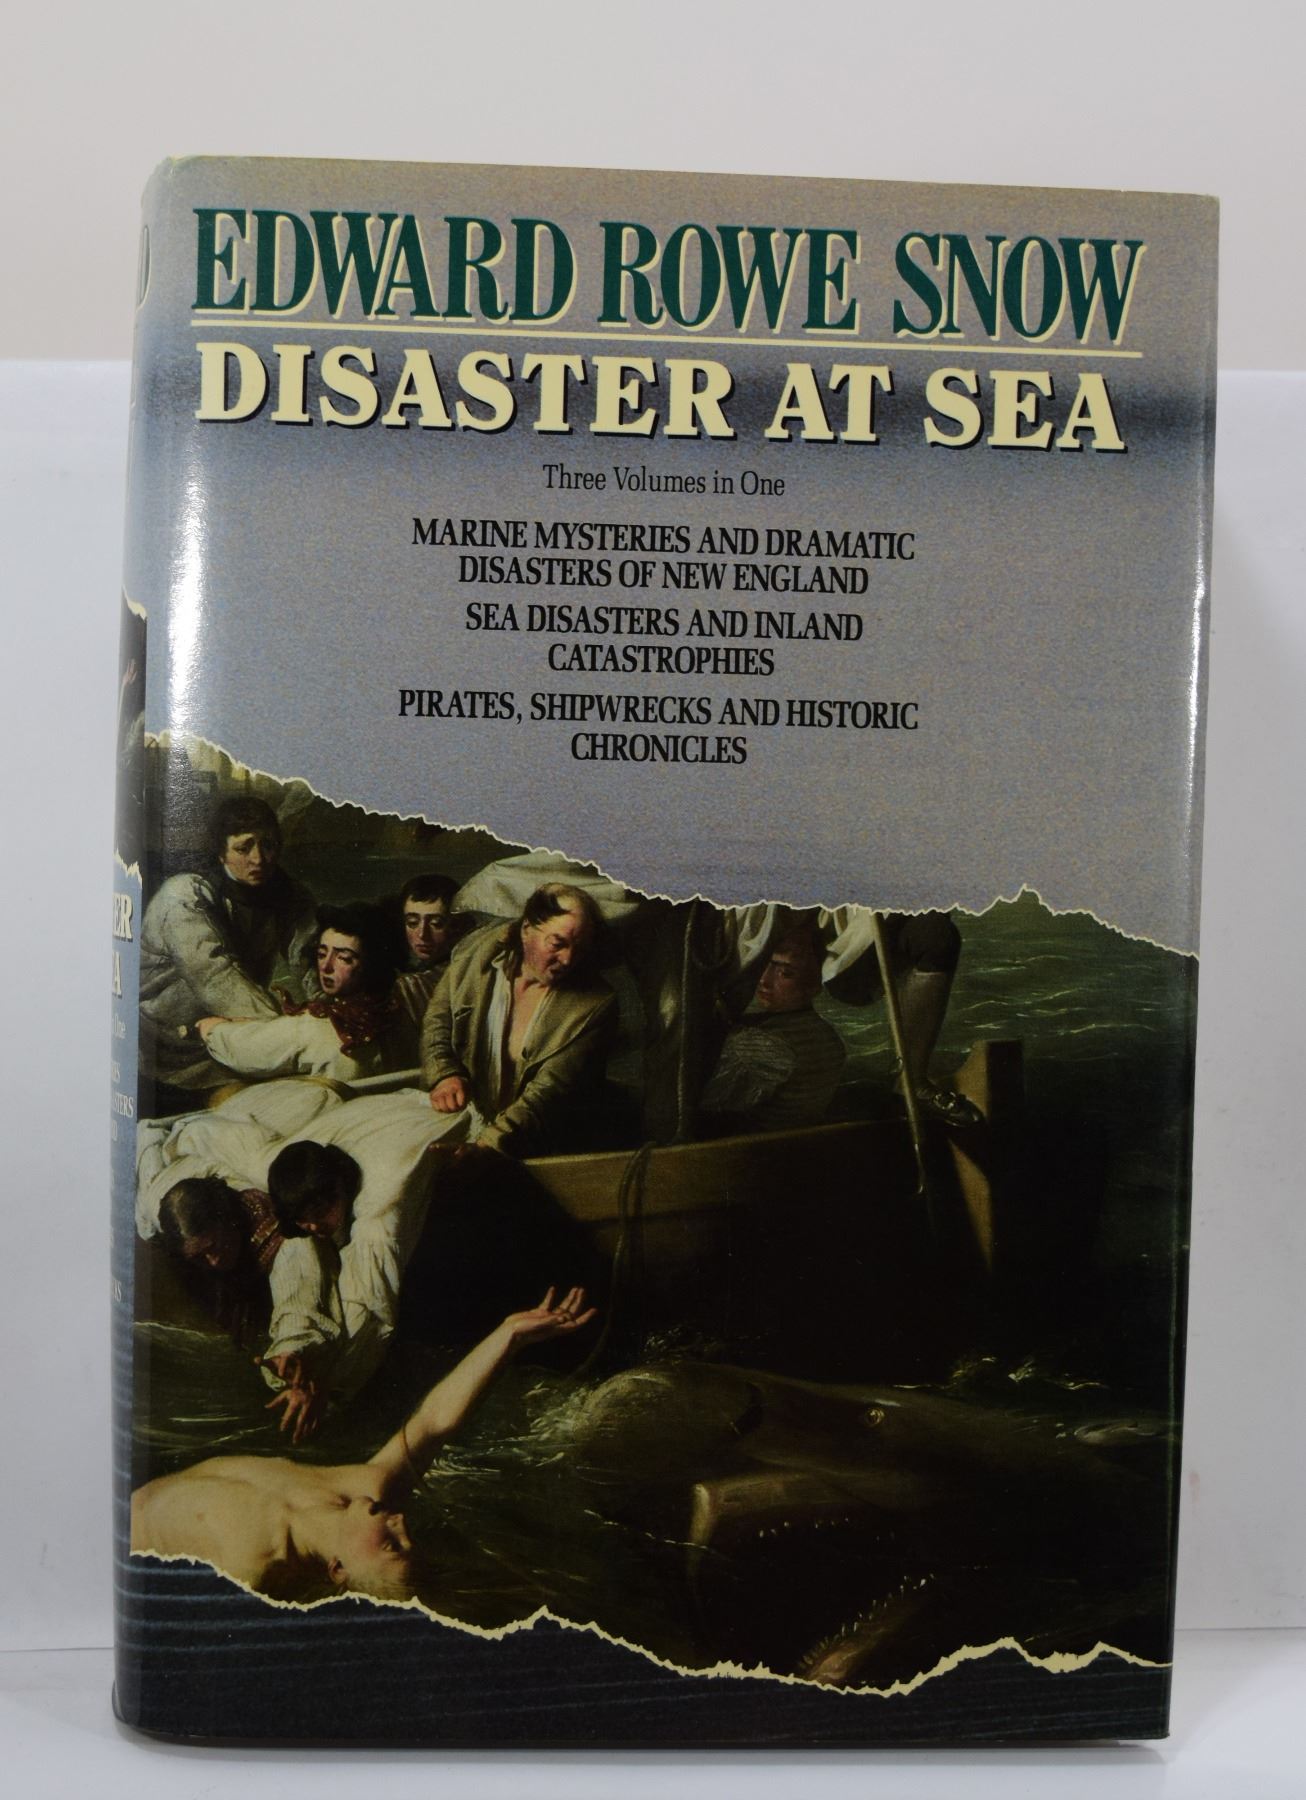 EDWARD ROWE SNOW
DISASTER AT SEA
Three Volumes in One
MARINE MYSTERIES AND DRAMATIC
DISASTERS OF NEW ENGLAND
SEA DISASTERS AND INLAND
CATASTROPHIES
PIRATES, SHIPWRECKS AND HISTORIC
CHRONICLES